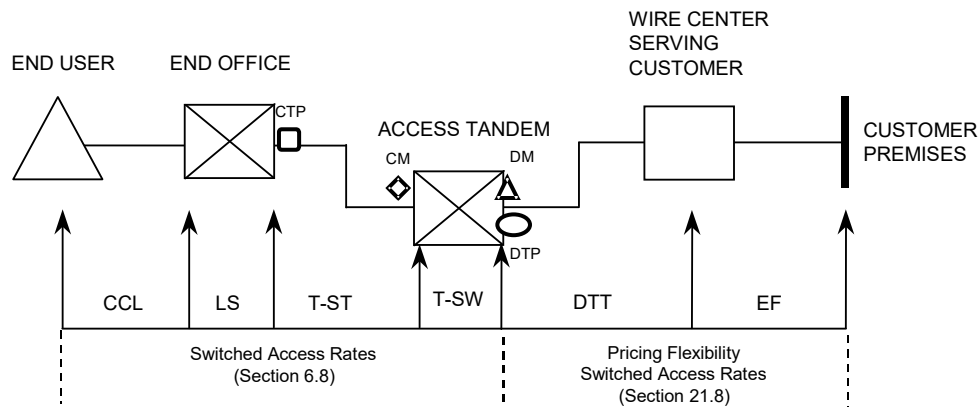 WIRE CENTER
SERVING
CUSTOMER
END USER
END OFFICE
CTP
ACCESS TANDEM
CM
DM
CUSTOMER
PREMISES
DTP
CCL
LS
T-ST
T-SW
DTT
EF
Switched Access Rates
(Section 6.8)
Pricing Flexibility
Switched Access Rates
(Section 21.8)